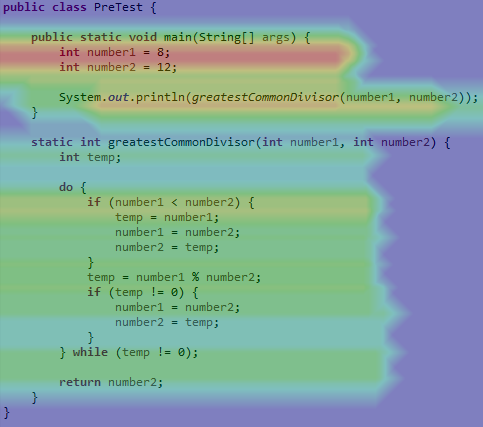 public class PreTest {
public static void main(String[] args) {
int number1 = 8;
int number2 = 12;
System.out.println(greatestCommonDivisor(number1, number2));
}
static int greatestCommonDivisor(int number1, int number2) {
int temp;
do {
if (number1 < number2) {
temp = number1;
number1 = number2;
number2 = temp;
}
temp = number1 % number2;
if (temp != 0) {
number1 = number2;
number2 = temp;
}
} while (temp != 0);
return number2;
}
}